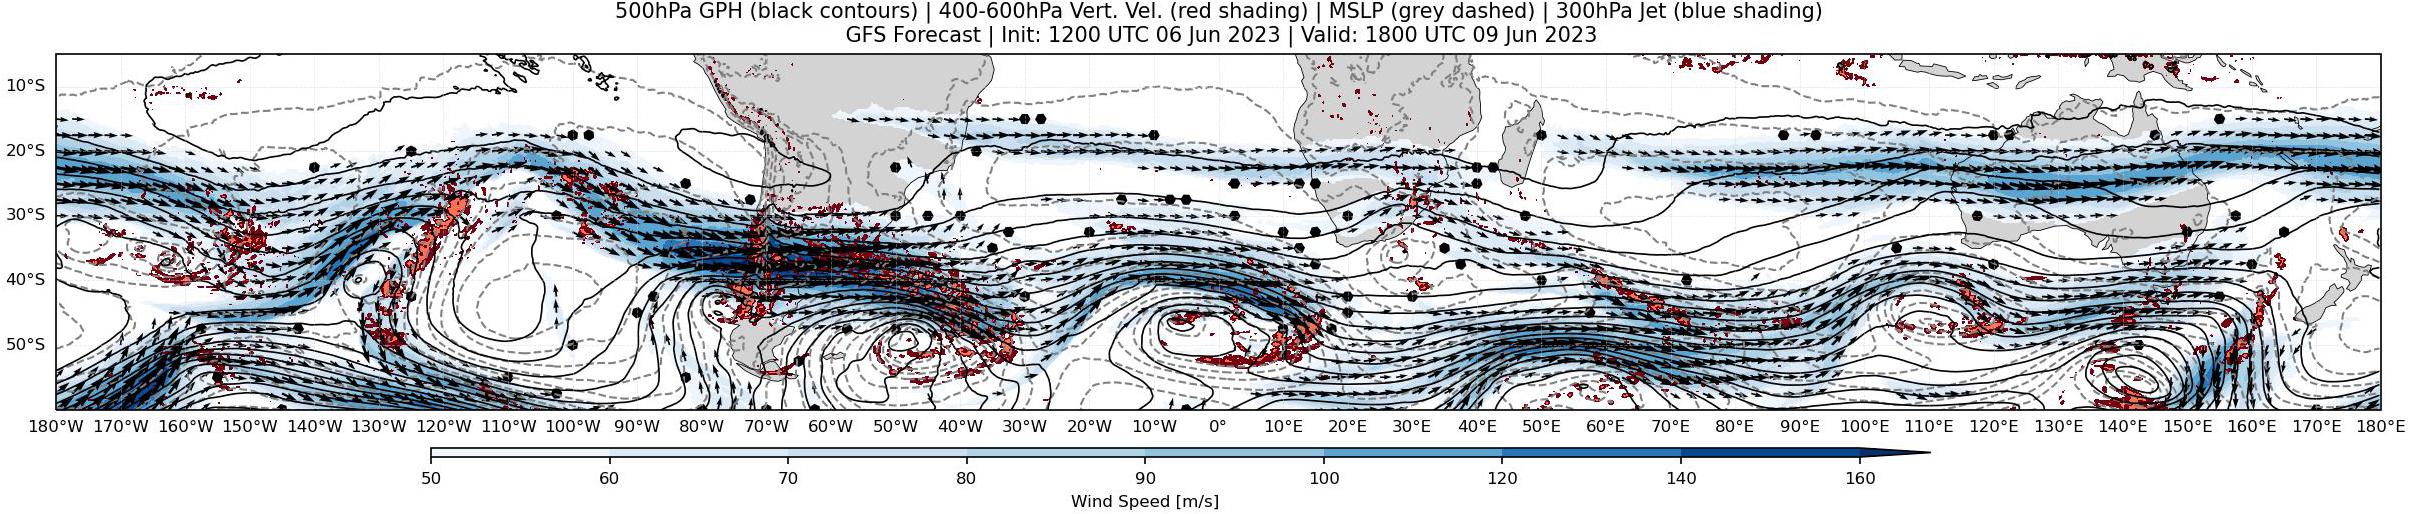 500hPa GPH (black contours) | 400-600hPa Vert. Vel. (red shading) | MSLP (grey dashed) | 300hPa Jet (blue shading)
GFS Forecast | Init: 1200 UTC 06 Jun 2023 | Valid: 1800 UTC 09 Jun 2023
10°S
20°S
30°S
40°S
50°S
180°W 170°W 160°W 150°W 140°W 130°W 120°W 110°W 100°W 90°W 80°W 70°W 60°W 50°W 40°W 30°W 20°W 10°W 0° 10°E 20°E 30°E 40°E 50°E 60°E 70°E 80°E 90°E 100°E 110°E 120°E 130°E 140°E 150°E 160°E 170°E 180°E
50 60 70 80 90 100 120 140 160
Wind Speed [m/s]